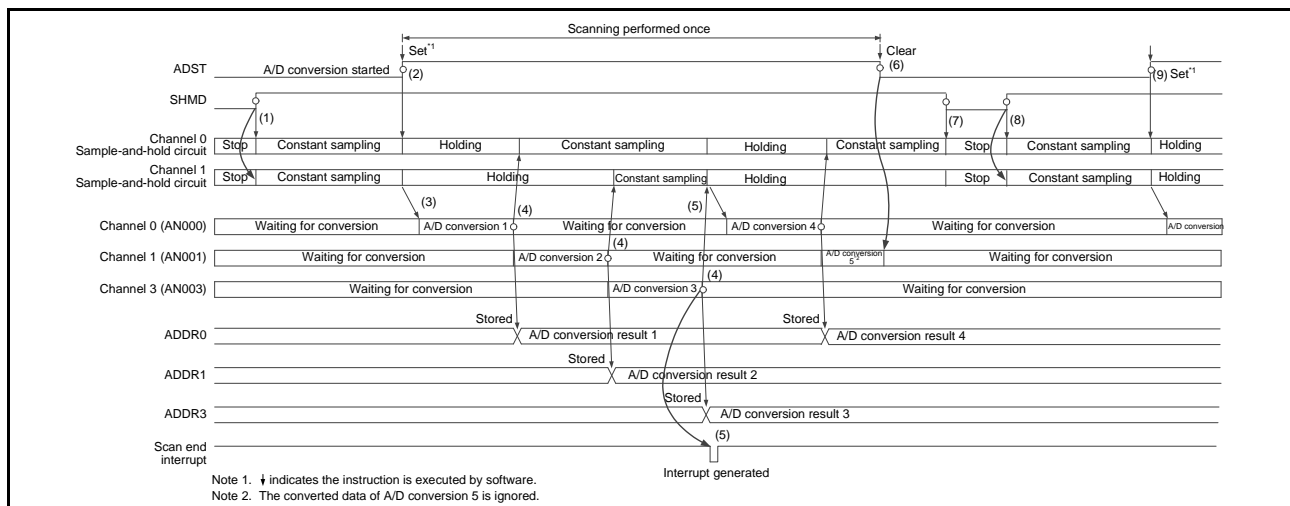 Scanning performed once
Set*1
Clear
ADST
A/D conversion started
(2)
(6)
(9) Set*1
SHMD
(1)
(7)
(8)
Channel 0
Sample-and-hold circuit
Stop
Constant sampling
Holding
Constant sampling
Holding
Constant sampling
Stop
Constant sampling
Holding
Channel 1
Sample-and-hold circuit
Stop
Constant sampling
Holding
Constant sampling
Holding
Stop
Constant sampling
Holding
(3)
(4)
(5)
Channel 0 (AN000)
Waiting for conversion
A/D conversion 1
Waiting for conversion
A/D conversion 4
Waiting for conversion
A/D conversion
(4)
Channel 1 (AN001)
Waiting for conversion
A/D conversion 2
Waiting for conversion
A/D conversion
5*2
Waiting for conversion
(4)
Channel 3 (AN003)
Waiting for conversion
A/D conversion 3
Waiting for conversion
Stored
Stored
ADDR0
A/D conversion result 1
A/D conversion result 4
Stored
ADDR1
A/D conversion result 2
Stored
ADDR3
A/D conversion result 3
Scan end
interrupt
(5)
Interrupt generated
Note 1. ↓ indicates the instruction is executed by software.
Note 2. The converted data of A/D conversion 5 is ignored.